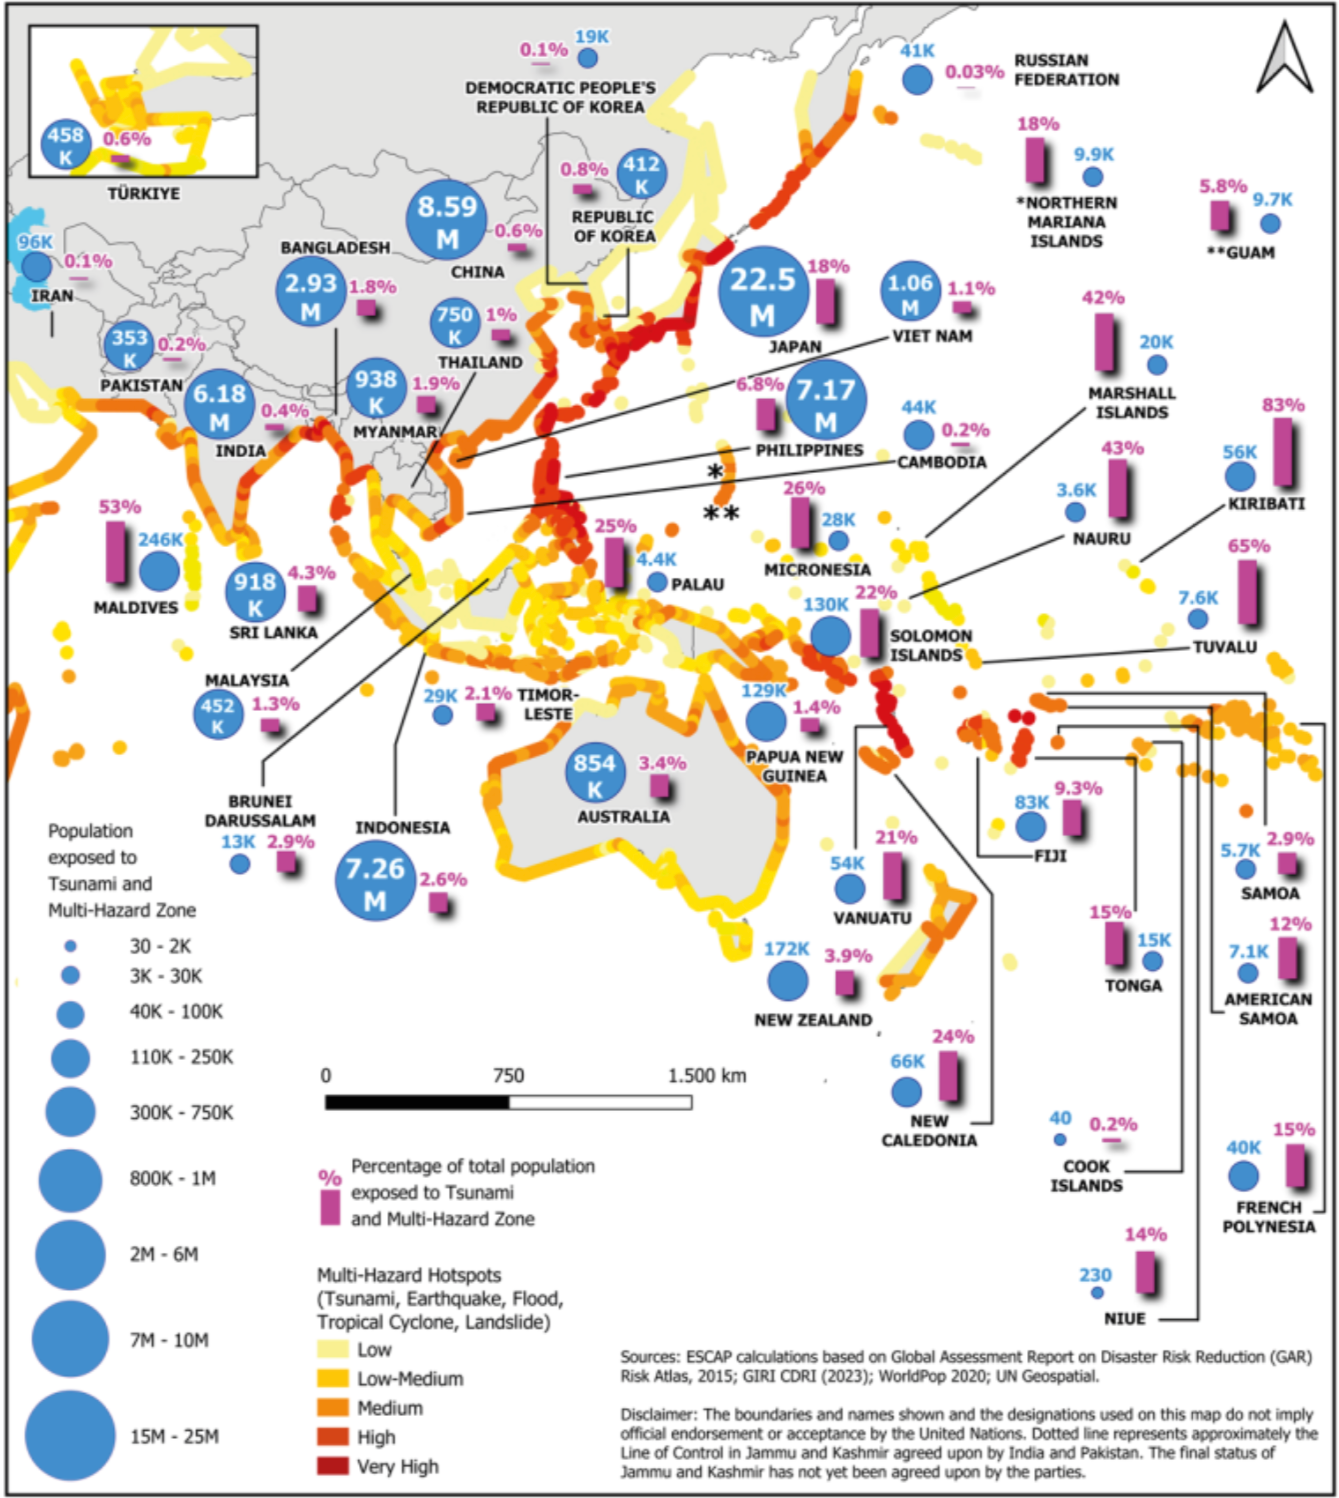 458
K
0.6%
TÜRKIYE
0.1%
19K
DEMOCRATIC PEOPLE'S
REPUBLIC OF KOREA
41K
0.03%
RUSSIAN
FEDERATION
0.8%
412
K
REPUBLIC
OF KOREA
18%
9.9K
*NORTHERN
MARIANA
ISLANDS
5.8%
9.7K
**GUAM
96K
0.1%
IRAN
8.59
M
0.6%
CHINA
BANGLADESH
2.93
M
1.8%
750
K
1%
THAILAND
22.5
M
18%
JAPAN
1.06
M
1.1%
VIET NAM
42%
20K
MARSHALL
ISLANDS
353
K
0.2%
PAKISTAN
6.18
M
0.4%
INDIA
938
K
1.9%
MYANMAR
6.8%
7.17
M
PHILIPPINES
44K
0.2%
CAMBODIA
83%
56K
KIRIBATI
43%
3.6K
NAURU
*
**
53%
246K
MALDIVES
918
K
4.3%
SRI LANKA
25%
4.4K
PALAU
26%
28K
MICRONESIA
65%
7.6K
TUVALU
130K
22%
SOLOMON
ISLANDS
MALAYSIA
452
K
1.3%
29K
2.1%
TIMOR-
LESTE
129K
1.4%
PAPUA NEW
GUINEA
854
K
3.4%
AUSTRALIA
BRUNEI
DARUSSALAM
13K
2.9%
INDONESIA
7.26
M
2.6%
83K
9.3%
FIJI
54K
21%
VANUATU
5.7K
2.9%
SAMOA
15%
15K
TONGA
12%
7.1K
AMERICAN
SAMOA
172K
3.9%
NEW ZEALAND
66K
24%
NEW
CALEDONIA
40
0.2%
COOK
ISLANDS
15%
40K
FRENCH
POLYNESIA
14%
230
NIUE
Population
exposed to
Tsunami and
Multi-Hazard Zone
30 - 2K
3K - 30K
40K - 100K
110K - 250K
300K - 750K
800K - 1M
2M - 6M
7M - 10M
15M - 25M
0 750 1.500 km
%
Percentage of total population
exposed to Tsunami
and Multi-Hazard Zone
Multi-Hazard Hotspots
(Tsunami, Earthquake, Flood,
Tropical Cyclone, Landslide)
Low
Low-Medium
Medium
High
Very High
Sources: ESCAP calculations based on Global Assessment Report on Disaster Risk Reduction (GAR)
Risk Atlas, 2015; GIRI CDRI (2023); WorldPop 2020; UN Geospatial.
Disclaimer: The boundaries and names shown and the designations used on this map do not imply
official endorsement or acceptance by the United Nations. Dotted line represents approximately the
Line of Control in Jammu and Kashmir agreed upon by India and Pakistan. The final status of
Jammu and Kashmir has not yet been agreed upon by the parties.